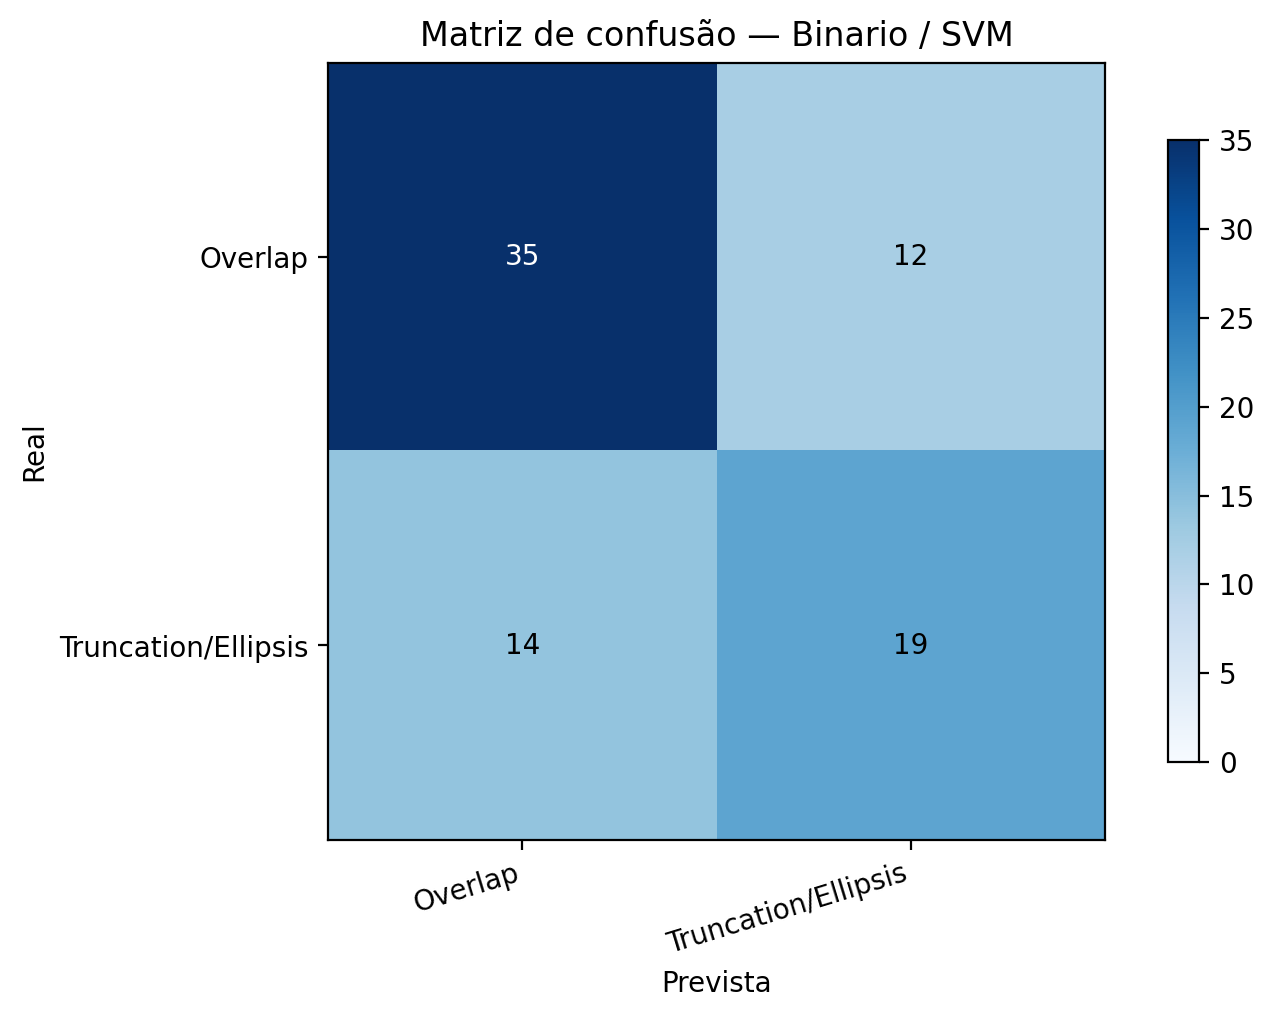 Matriz de confusão — Binario / SVM
Real
Overlap
35
12
Truncation/Ellipsis
14
19
Overlap
Truncation/Ellipsis
Prevista
35
30
25
20
15
10
5
0